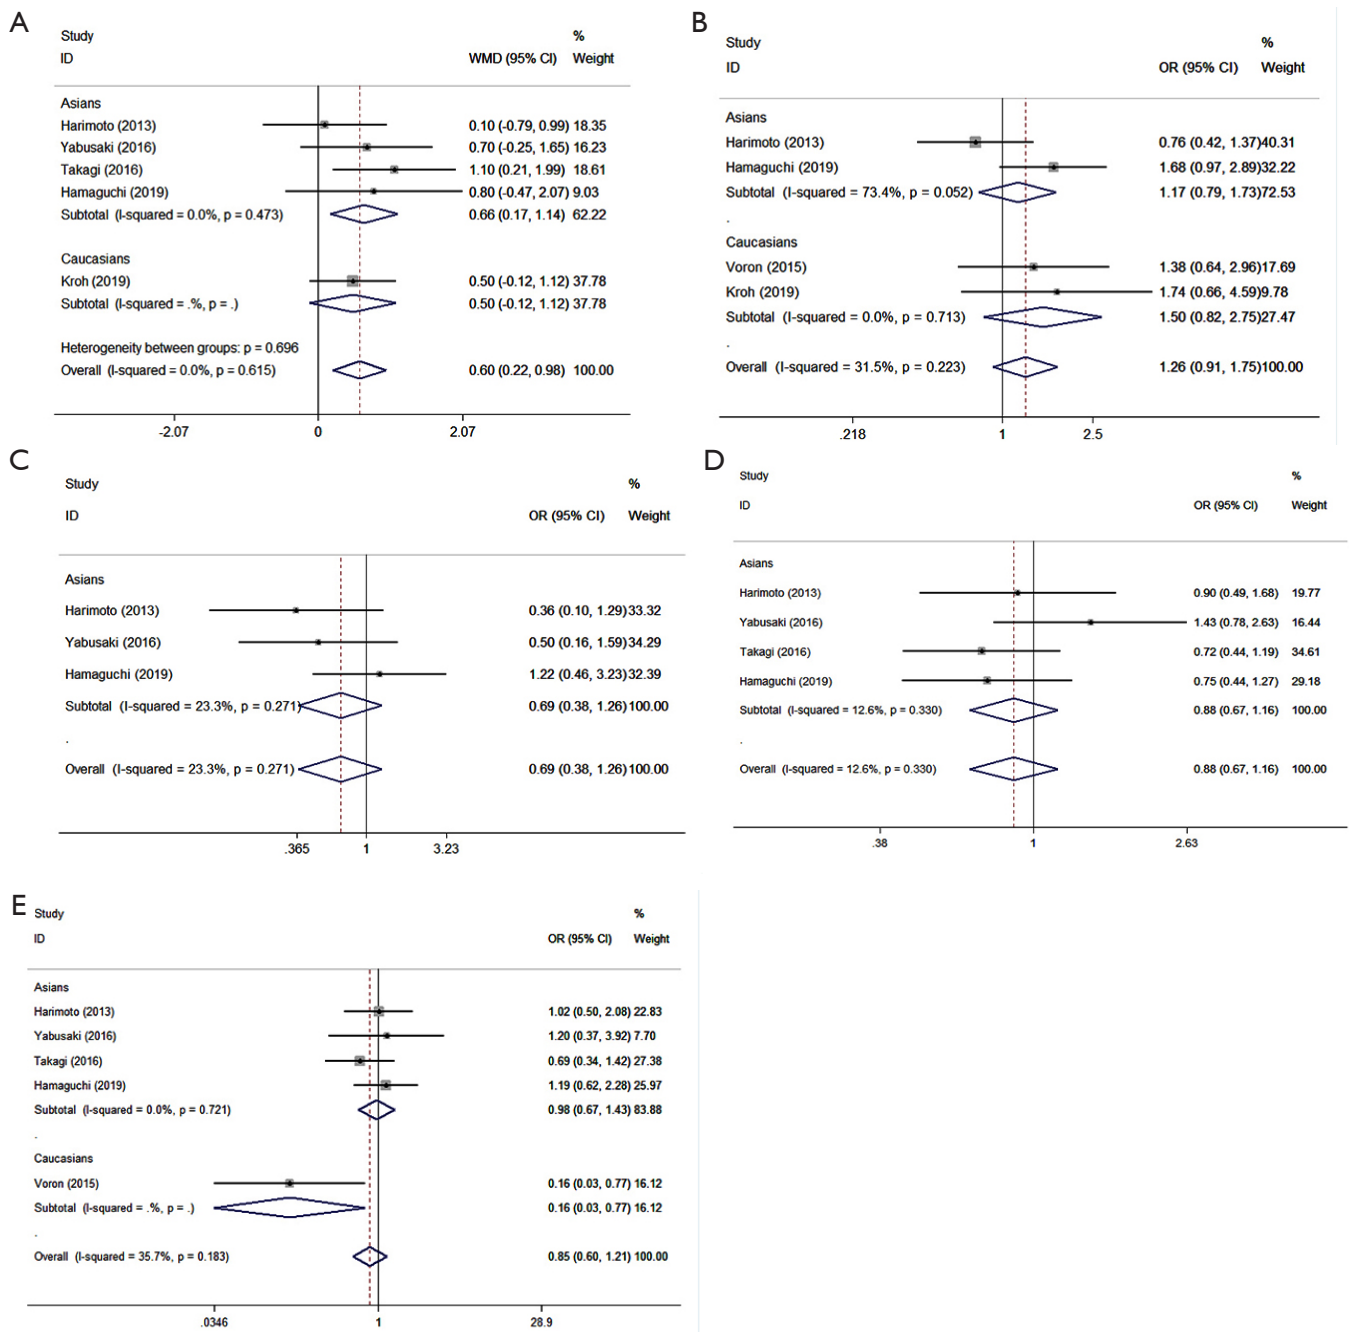 A
Study %
ID WMD (95% CI) Weight
Asians
Harimoto (2013) 0.10 (-0.79, 0.99) 18.35
Yabusaki (2016) 0.70 (-0.25, 1.65) 16.23
Takagi (2016) 1.10 (0.21, 1.99) 18.61
Hamaguchi (2019) 0.80 (-0.47, 2.07) 9.03
Subtotal (I-squared = 0.0%, p = 0.473) 0.66 (0.17, 1.14) 62.22
Caucasians
Kroh (2019) 0.50 (-0.12, 1.12) 37.78
Subtotal (I-squared = .%, p = .) 0.50 (-0.12, 1.12) 37.78
Heterogeneity between groups: p = 0.696
Overall (I-squared = 0.0%, p = 0.615) 0.60 (0.22, 0.98) 100.00
-2.07 0 2.07
B
Study %
ID OR (95% CI) Weight
Asians
Harimoto (2013) 0.76 (0.42, 1.37) 40.31
Hamaguchi (2019) 1.68 (0.97, 2.89) 32.22
Subtotal (I-squared = 73.4%, p = 0.052) 1.17 (0.79, 1.73) 72.53
.
Caucasians
Voron (2015) 1.38 (0.64, 2.96) 17.69
Kroh (2019) 1.74 (0.66, 4.59) 9.78
Subtotal (I-squared = 0.0%, p = 0.713) 1.50 (0.82, 2.75) 27.47
.
Overall (I-squared = 31.5%, p = 0.223) 1.26 (0.91, 1.75) 100.00
.218 1 2.5
C
Study %
ID OR (95% CI) Weight
Asians
Harimoto (2013) 0.36 (0.10, 1.29) 33.32
Yabusaki (2016) 0.50 (0.16, 1.59) 34.29
Hamaguchi (2019) 1.22 (0.46, 3.23) 32.39
Subtotal (I-squared = 23.3%, p = 0.271) 0.69 (0.38, 1.26) 100.00
.
Overall (I-squared = 23.3%, p = 0.271) 0.69 (0.38, 1.26) 100.00
.365 1 3.23
D
Study %
ID OR (95% CI) Weight
Asians
Harimoto (2013) 0.90 (0.49, 1.68) 19.77
Yabusaki (2016) 1.43 (0.78, 2.63) 16.44
Takagi (2016) 0.72 (0.44, 1.19) 34.61
Hamaguchi (2019) 0.75 (0.44, 1.27) 29.18
Subtotal (I-squared = 12.6%, p = 0.330) 0.88 (0.67, 1.16) 100.00
.
Overall (I-squared = 12.6%, p = 0.330) 0.88 (0.67, 1.16) 100.00
.38 1 2.63
E
Study %
ID OR (95% CI) Weight
Asians
Harimoto (2013) 1.02 (0.50, 2.08) 22.83
Yabusaki (2016) 1.20 (0.37, 3.92) 7.70
Takagi (2016) 0.69 (0.34, 1.42) 27.38
Hamaguchi (2019) 1.19 (0.62, 2.28) 25.97
Subtotal (I-squared = 0.0%, p = 0.721) 0.98 (0.67, 1.43) 83.88
.
Caucasians
Voron (2015) 0.16 (0.03, 0.77) 16.12
Subtotal (I-squared = .%, p = .) 0.16 (0.03, 0.77) 16.12
.
Overall (I-squared = 35.7%, p = 0.183) 0.85 (0.60, 1.21) 100.00
.0346 1 28.9